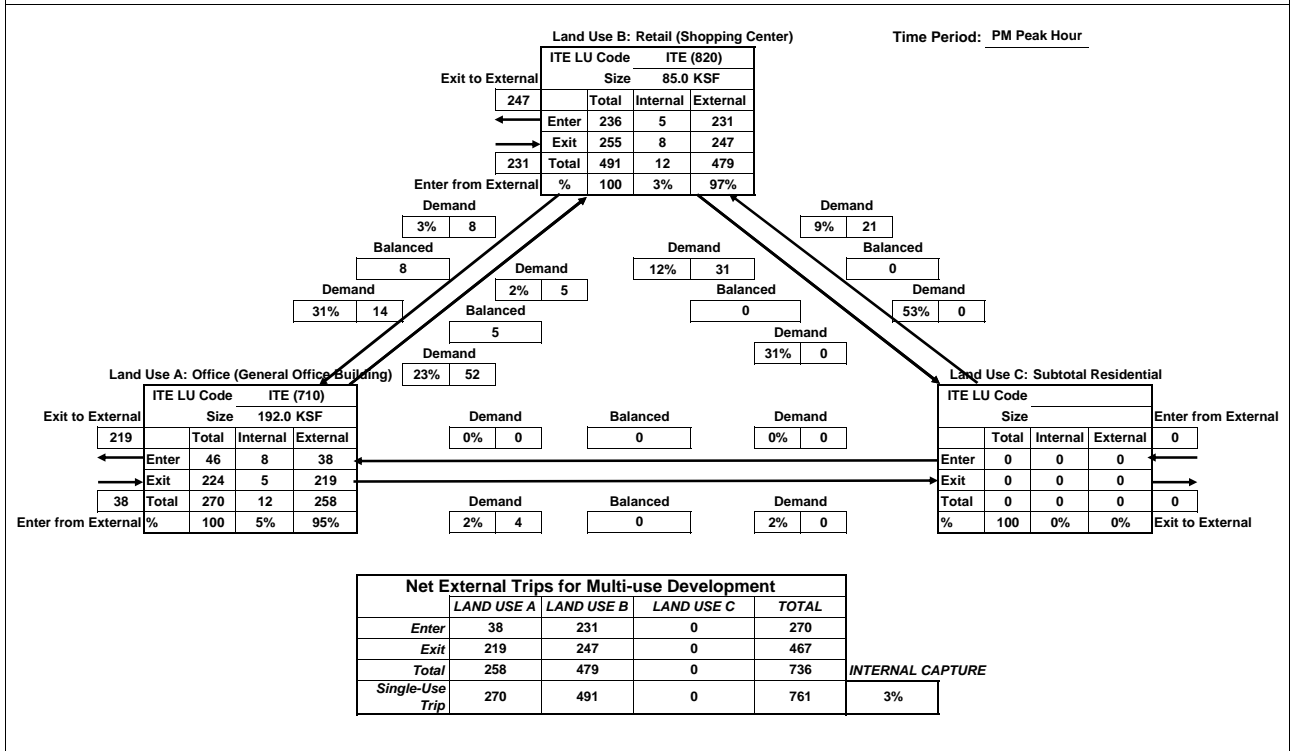 Land Use B: Retail (Shopping Center)
Time Period: PM Peak Hour
ITE LU Code ITE (820)
Exit to External Size 85.0 KSF
247 Total Internal External
Enter 236 5 231
Exit 255 8 247
231 Total 491 12 479
Enter from External % 100 3% 97%
Demand
3% 8
Balanced
8
Demand
31% 14
Demand
2% 5
Balanced
5
Demand
23% 52
Demand
12% 31
Balanced
0
Demand
31% 0
Demand
9% 21
Balanced
0
Demand
53% 0
Land Use A: Office (General Office Building)
ITE LU Code ITE (710)
Exit to External Size 192.0 KSF
219 Total Internal External
Enter 46 8 38
Exit 224 5 219
38 Total 270 12 258
Enter from External % 100 5% 95%
Demand Balanced Demand
0% 0 0 0% 0
Demand Balanced Demand
2% 4 0 2% 0
Land Use C: Subtotal Residential
ITE LU Code
Size Enter from External
Total Internal External 0
Enter 0 0 0
Exit 0 0 0
Total 0 0 0 0
% 100 0% 0% Exit to External
Net External Trips for Multi-use Development
LAND USE A LAND USE B LAND USE C TOTAL
Enter 38 231 0 270
Exit 219 247 0 467
Total 258 479 0 736 INTERNAL CAPTURE
Single-Use
Trip 270 491 0 761 3%